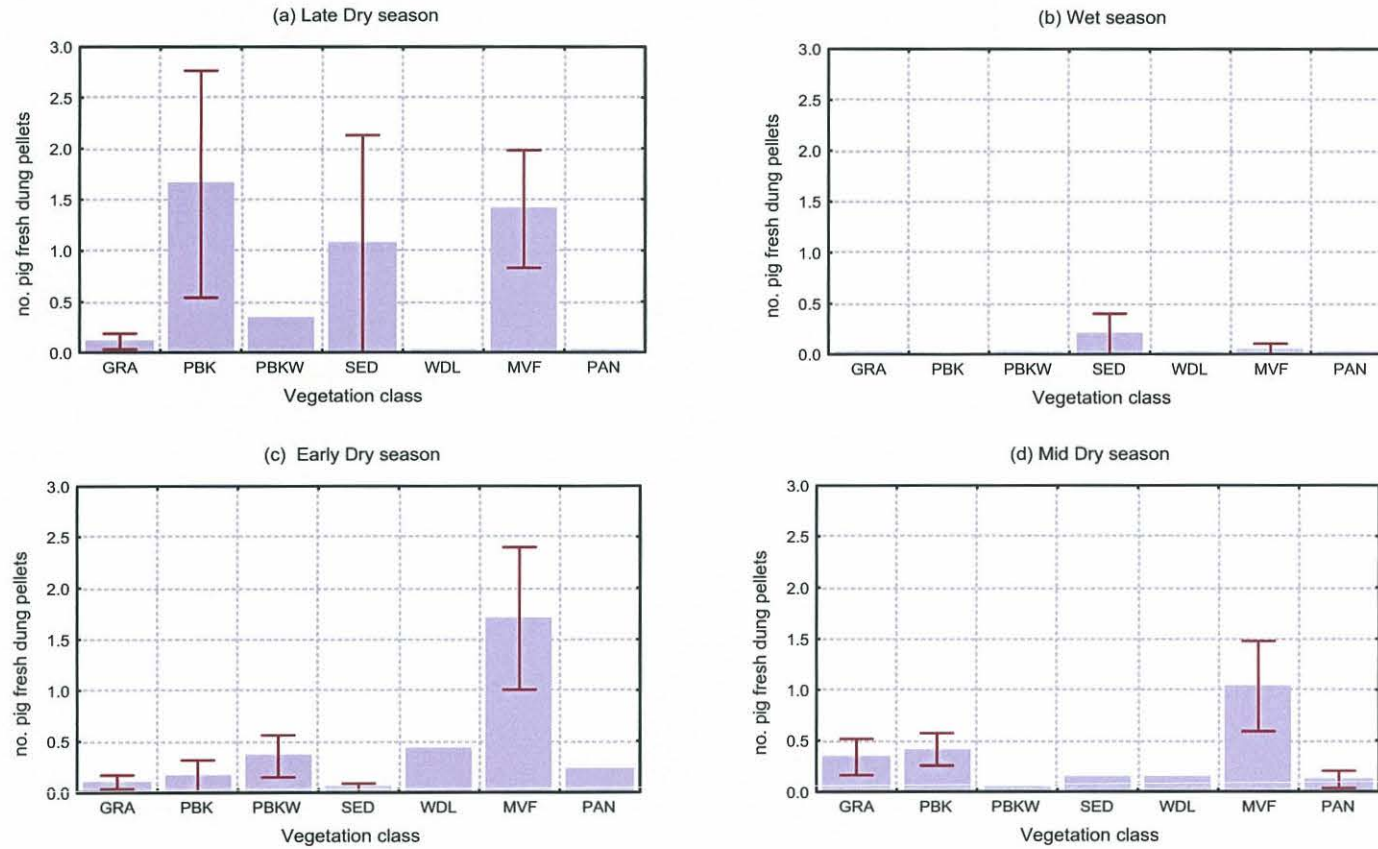 (a) Late Dry season
3.0
2.5
2.0
1.5
1.0
0.5
0.0
no. pig fresh dung pellets
GRA PBK PBKW SED WDL MVF PAN
Vegetation class
(b) Wet season
3.0
2.5
2.0
1.5
1.0
0.5
0.0
no. pig fresh dung pellets
GRA PBK PBKW SED WDL MVF PAN
Vegetation class
(c) Early Dry season
3.0
2.5
2.0
1.5
1.0
0.5
0.0
no. pig fresh dung pellets
GRA PBK PBKW SED WDL MVF PAN
Vegetation class
(d) Mid Dry season
3.0
2.5
2.0
1.5
1.0
0.5
0.0
no. pig fresh dung pellets
GRA PBK PBKW SED WDL MVF PAN
Vegetation class